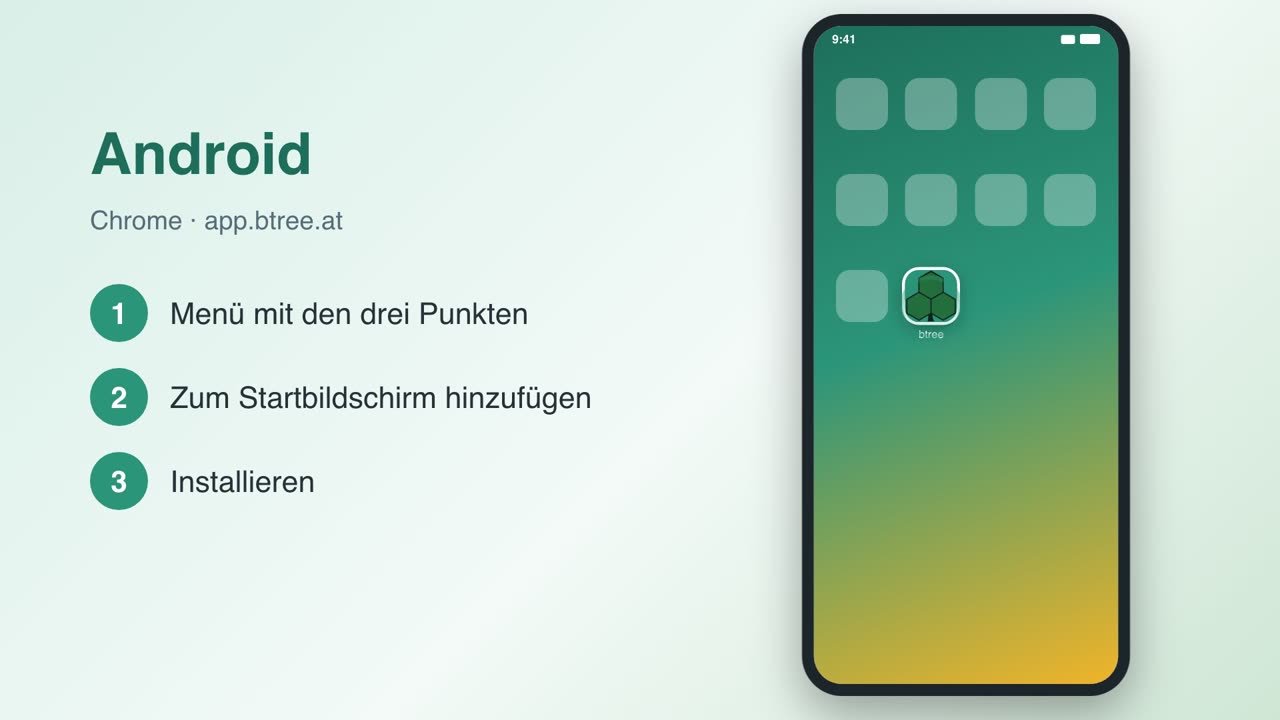 Android
Chrome · app.btree.at
1 Menü mit den drei Punkten
2 Zum Startbildschirm hinzufügen
3 Installieren
9:41
btree